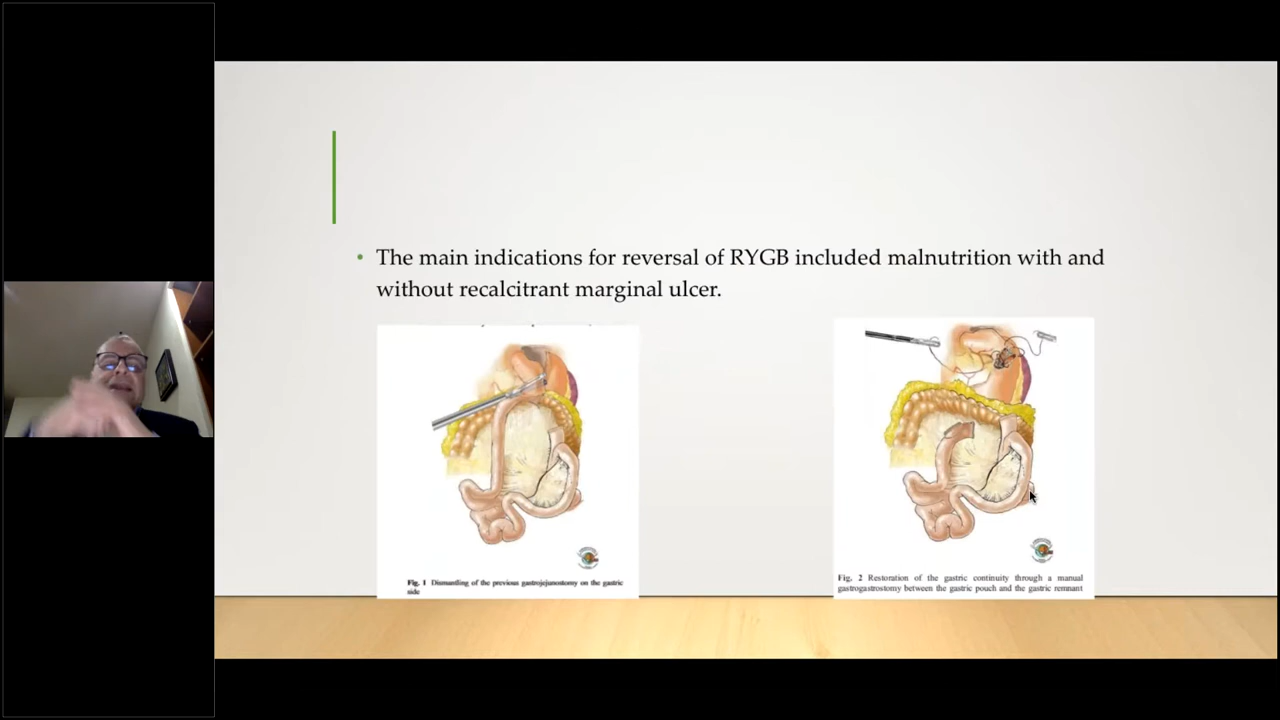 The main indications for reversal of RYGB included malnutrition with and
without recalcitrant marginal ulcer.
Fig. 1 Dismantling of the previous gastrojejunostomy on the gastric
side
Fig. 2 Restoration of the gastric continuity through a manual
gastrogastrostomy between the gastric pouch and the gastric remnant